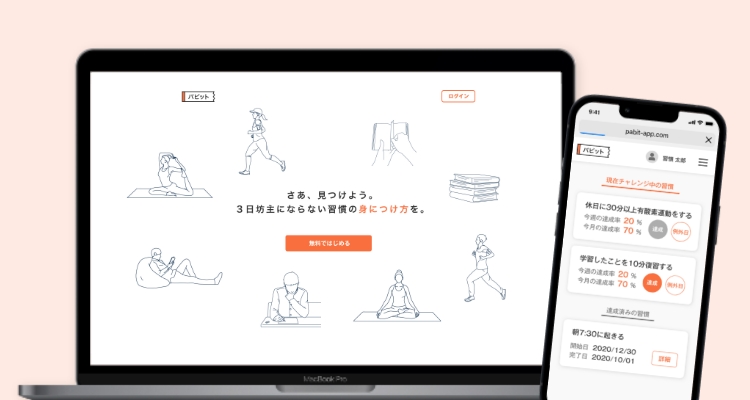 パビット
ログイン
さあ、見つけよう。
３日坊主にならない習慣の身につけ方を。
無料ではじめる
MacBook Pro
9:41
pabit-app.com
パビット
習慣 太郎
現在チャレンジ中の習慣
休日に30分以上有酸素運動をする
今週の達成率 20 %
今月の達成率 70 %
達成
例外日
学習したことを10分復習する
今週の達成率 20 %
今月の達成率 70 %
達成
例外日
達成済みの習慣
朝7:30に起きる
開始日 2020/12/30
完了日 2020/10/01
詳細